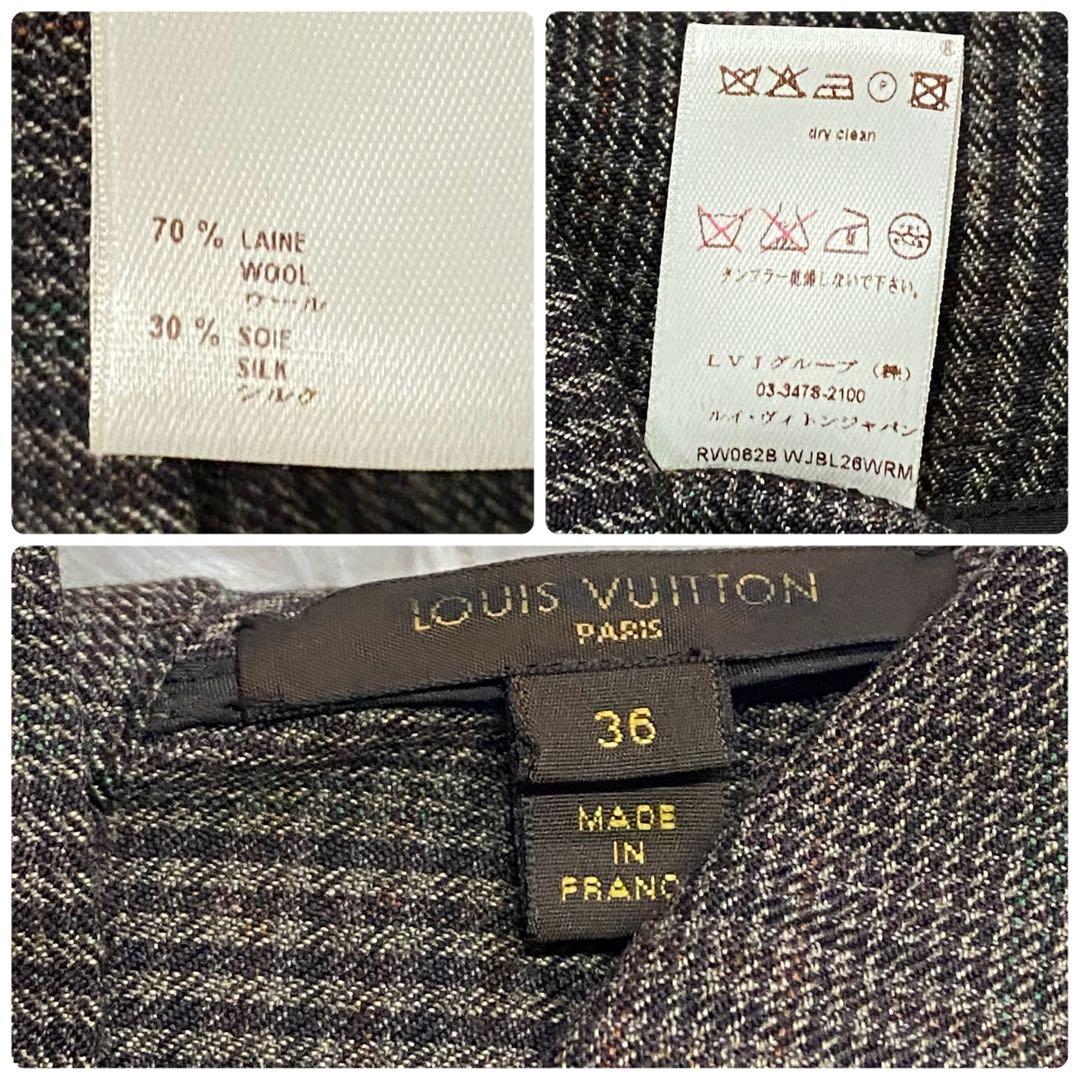 70 % LAINE
WOOL
ウール
30 % SOIE
SILK
シルク
®
P
dry clean
タンブラー乾燥しないで下さい。
LVJグループ (株)
03-3478-2100
ルイ・ヴィトンジャパン
RW062B WJBL26WRM
LOUIS VUITTON
PARIS
36
MADE
IN
FRANC